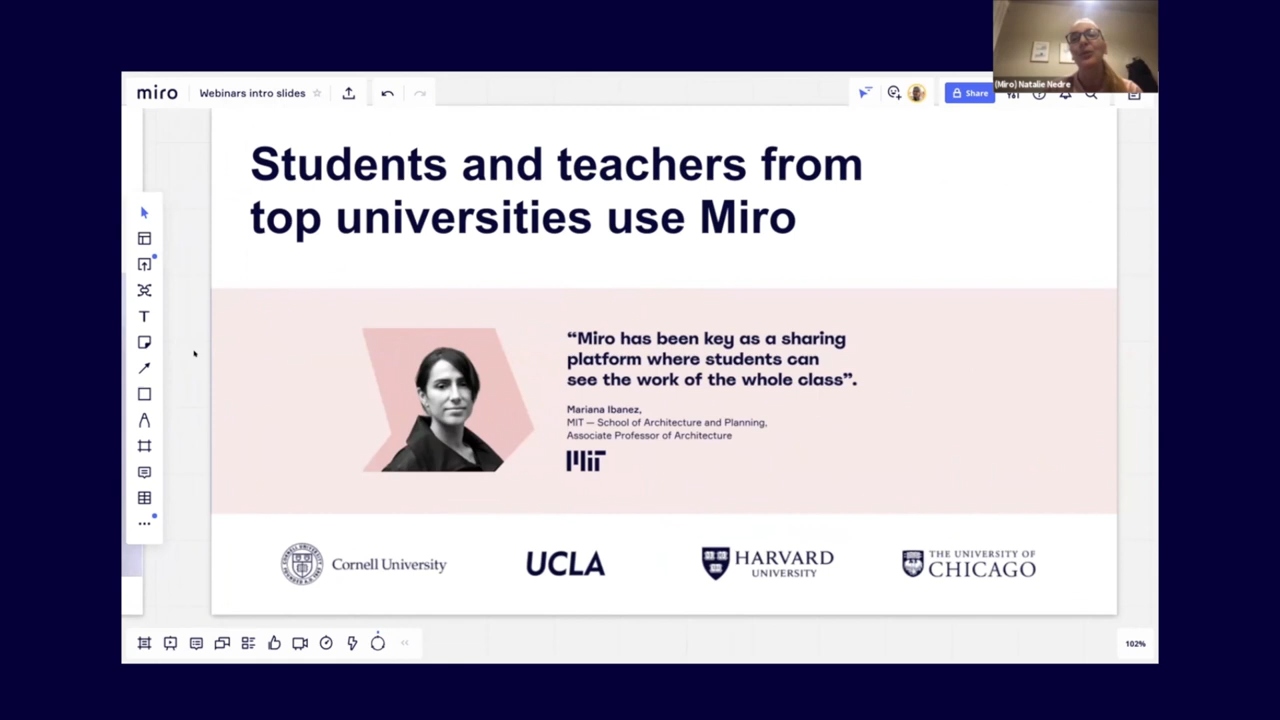 (Miro) Natalie Nedre
miro
Webinars intro slides
Share
Students and teachers from
top universities use Miro
“Miro has been key as a sharing
platform where students can
see the work of the whole class”.
Mariana Ibanez,
MIT — School of Architecture and Planning,
Associate Professor of Architecture
MIT
Cornell University
UCLA
HARVARD
UNIVERSITY
THE UNIVERSITY OF
CHICAGO
102%